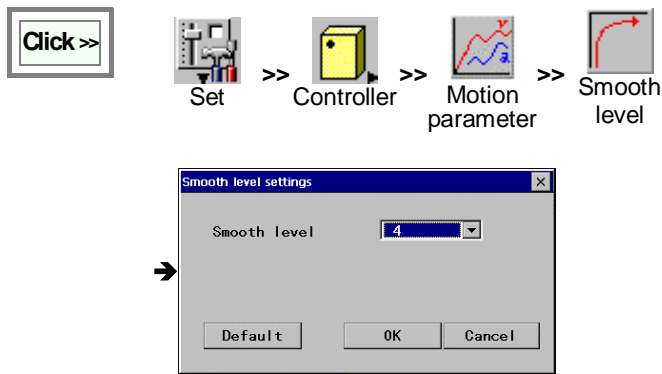 Click >>
Set >> Controller >> Motion parameter >> Smooth level
Smooth level settings
Smooth level 4
Default OK Cancel